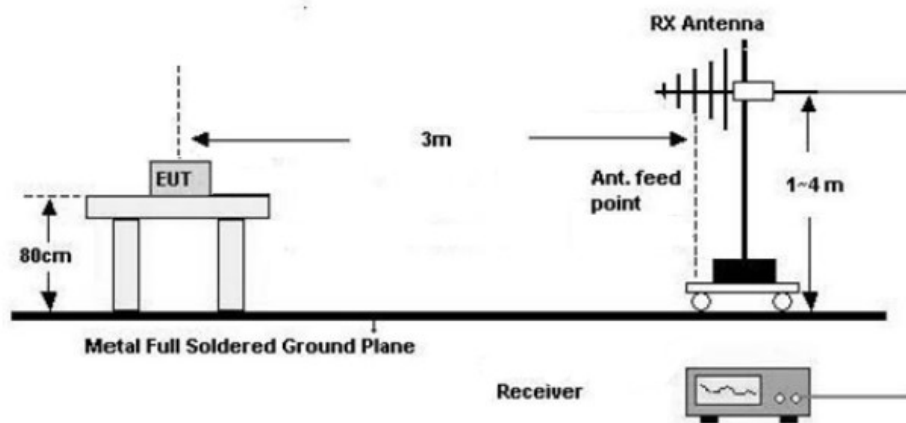 RX Antenna
3m
EUT
Ant. feed
point
1~4 m
80cm
Metal Full Soldered Ground Plane
Receiver